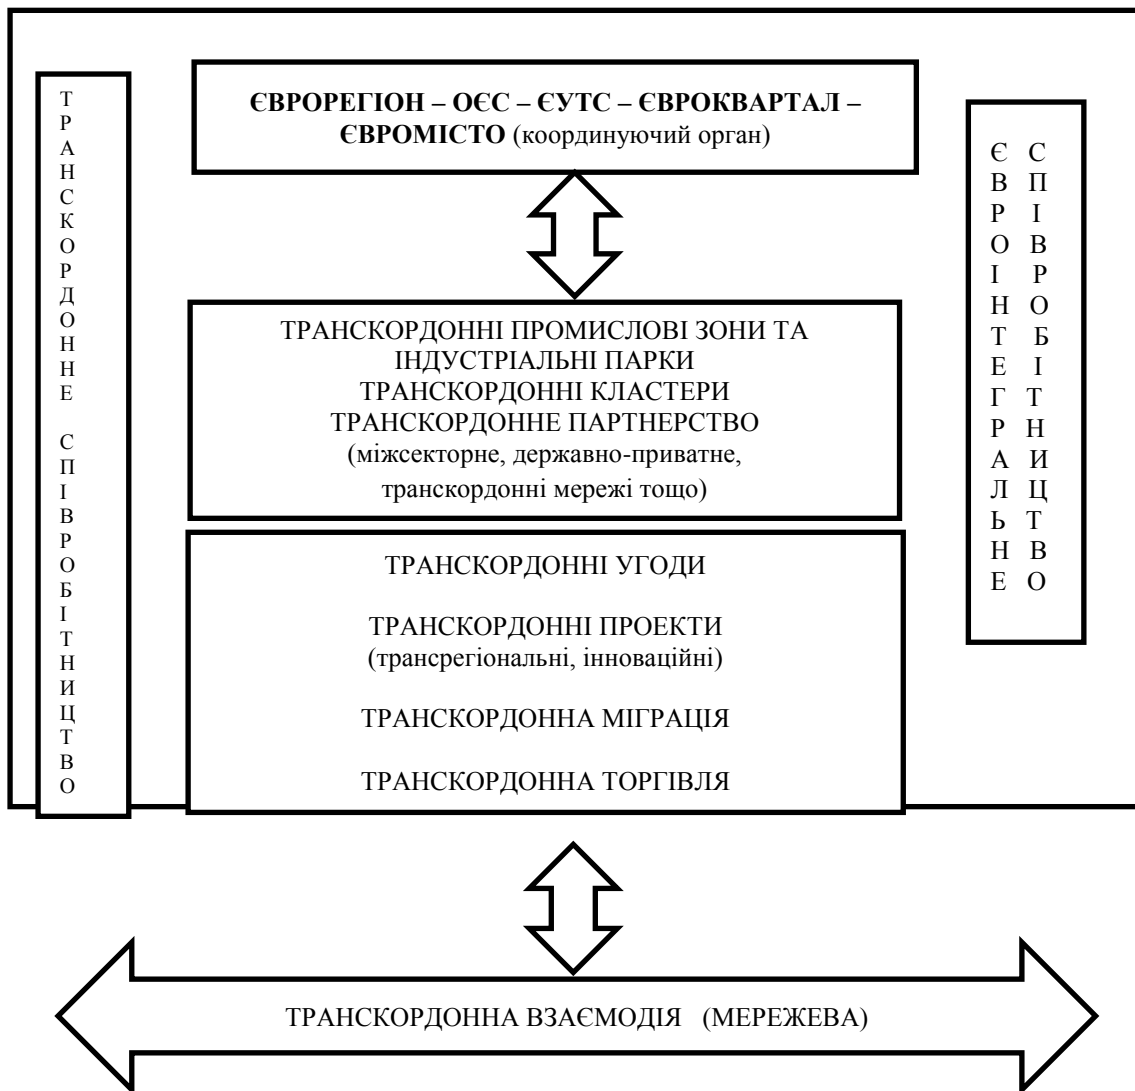 ТРАНСКОРДОННЕ СПІВРОБІТНИЦТВО
ЄВРОРЕГІОН – ОЄС – ЄУТС – ЄВРОКВАРТАЛ –
ЄВРОМІСТО (координуючий орган)
ТРАНСКОРДОННІ ПРОМИСЛОВІ ЗОНИ ТА
ІНДУСТРІАЛЬНІ ПАРКИ
ТРАНСКОРДОННІ КЛАСТЕРИ
ТРАНСКОРДОННЕ ПАРТНЕРСТВО
(міжсекторне, державно-приватне,
транскордонні мережі тощо)
ТРАНСКОРДОННІ УГОДИ
ТРАНСКОРДОННІ ПРОЕКТИ
(трансрегіональні, інноваційні)
ТРАНСКОРДОННА МІГРАЦІЯ
ТРАНСКОРДОННА ТОРГІВЛЯ
ЄВРОІНТЕГРАЛЬНЕ
СПІВРОБІТНИЦТВО
ТРАНСКОРДОННА ВЗАЄМОДІЯ (МЕРЕЖЕВА)